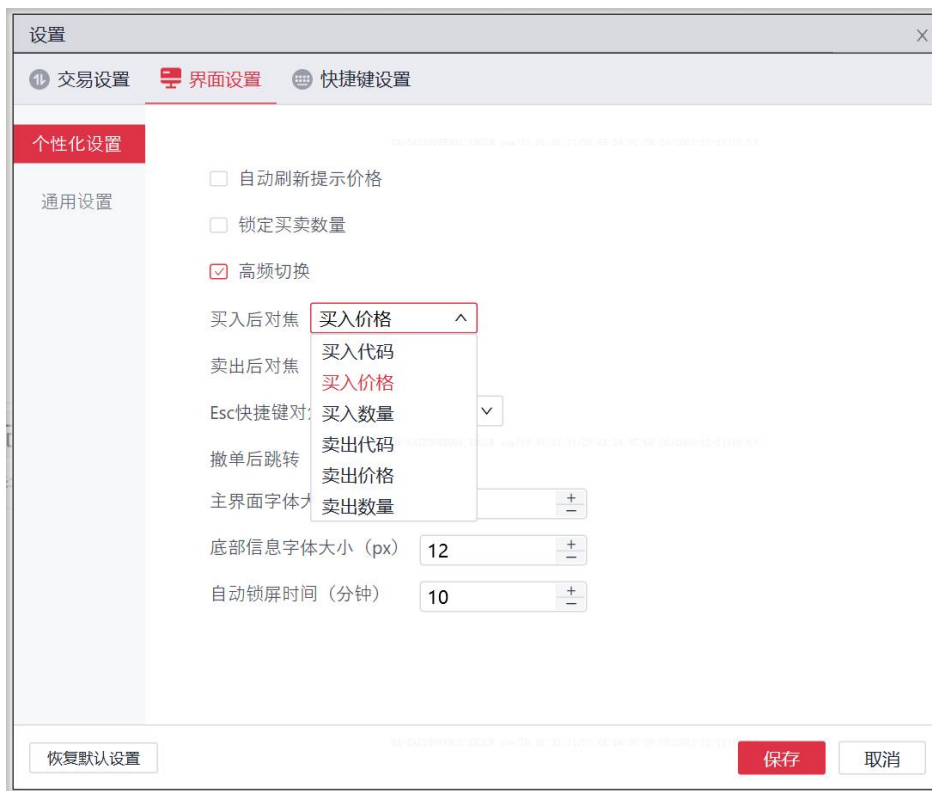 设置
交易设置 界面设置 快捷键设置
个性化设置
通用设置
自动刷新提示价格
锁定买卖数量
高频切换
买入后对焦 买入价格
买入代码
卖出后对焦
买入价格
Esc快捷键对
买入数量
卖出代码
撤单后跳转
卖出价格
主界面字体大
卖出数量
底部信息字体大小（px） 12
自动锁屏时间（分钟） 10
恢复默认设置 保存 取消